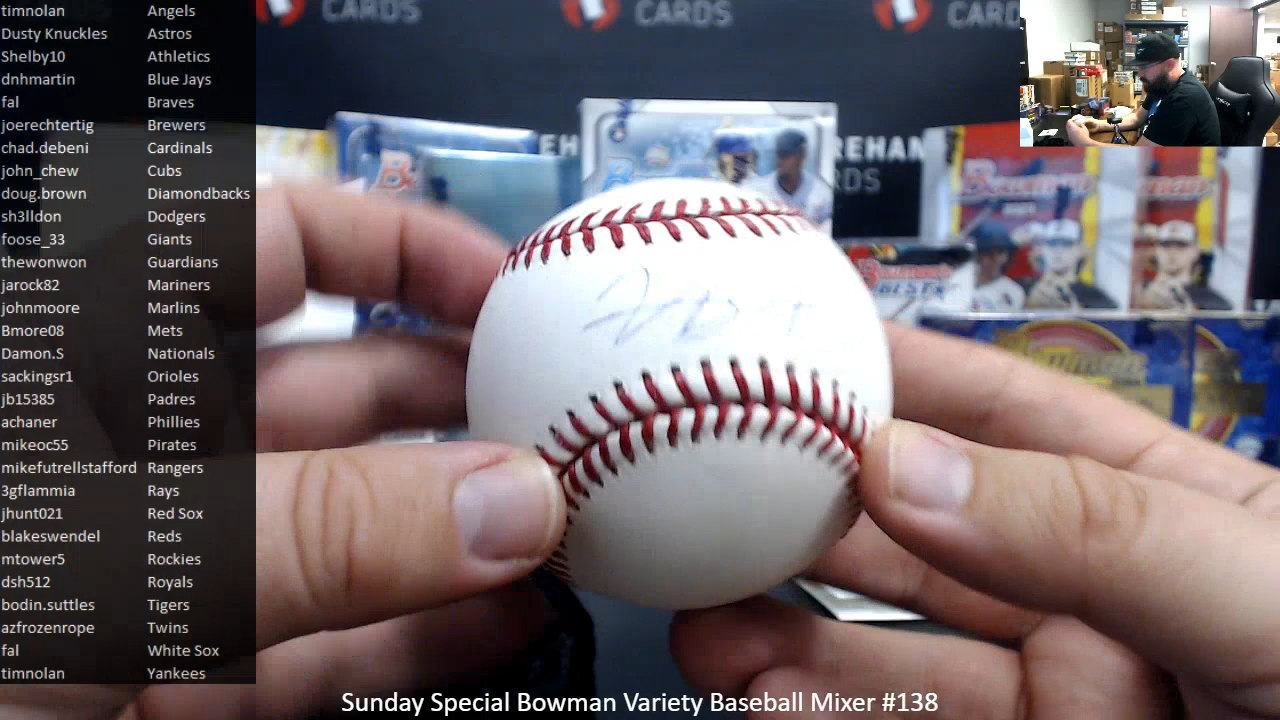 timnolan Angels
Dusty Knuckles Astros
Shelby10 Athletics
dnhmartin Blue Jays
fal Braves
joerechtertig Brewers
chad.debeni Cardinals
john_chew Cubs
doug.brown Diamondbacks
sh3lldon Dodgers
foose_33 Giants
thewonwon Guardians
jarock82 Mariners
johnmoore Marlins
Bmore08 Mets
Damon.S Nationals
sackingsr1 Orioles
jb15385 Padres
achaner Phillies
mikeoc55 Pirates
mikefutrellstafford Rangers
3gflammia Rays
jhunt021 Red Sox
blakeswendel Reds
mtower5 Rockies
dsh512 Royals
bodin.suttles Tigers
azfrozenrope Twins
fal White Sox
timnolan Yankees
CARDS CARDS CARDS
Bowman
Bowman's
BEST
Sunday Special Bowman Variety Baseball Mixer #138